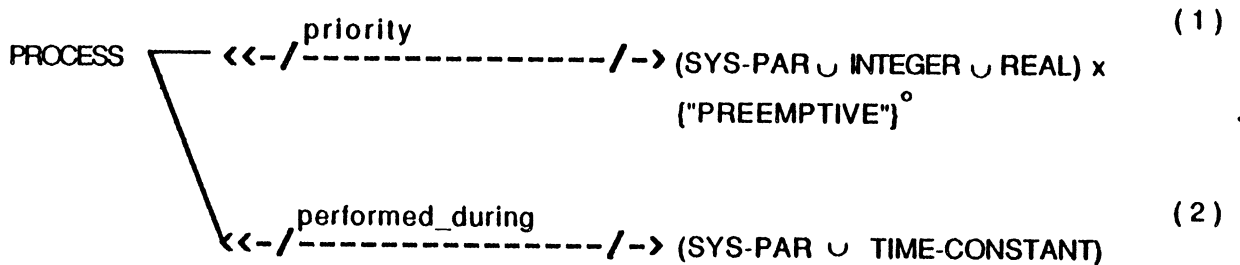 priority (1)
PROCESS <<-/---------------/-> (SYS-PAR ∪ INTEGER ∪ REAL) x
{"PREEMPTIVE"}°
performed_during (2)
<<-/---------------/-> (SYS-PAR ∪ TIME-CONSTANT)